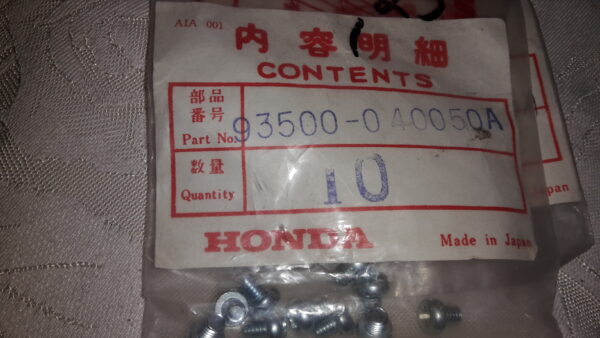 AIA 001
内容明細
CONTENTS
部品
番号
Part No.
93500-040050A
数量
Quantity
10
HONDA
Made in Japan
Japan